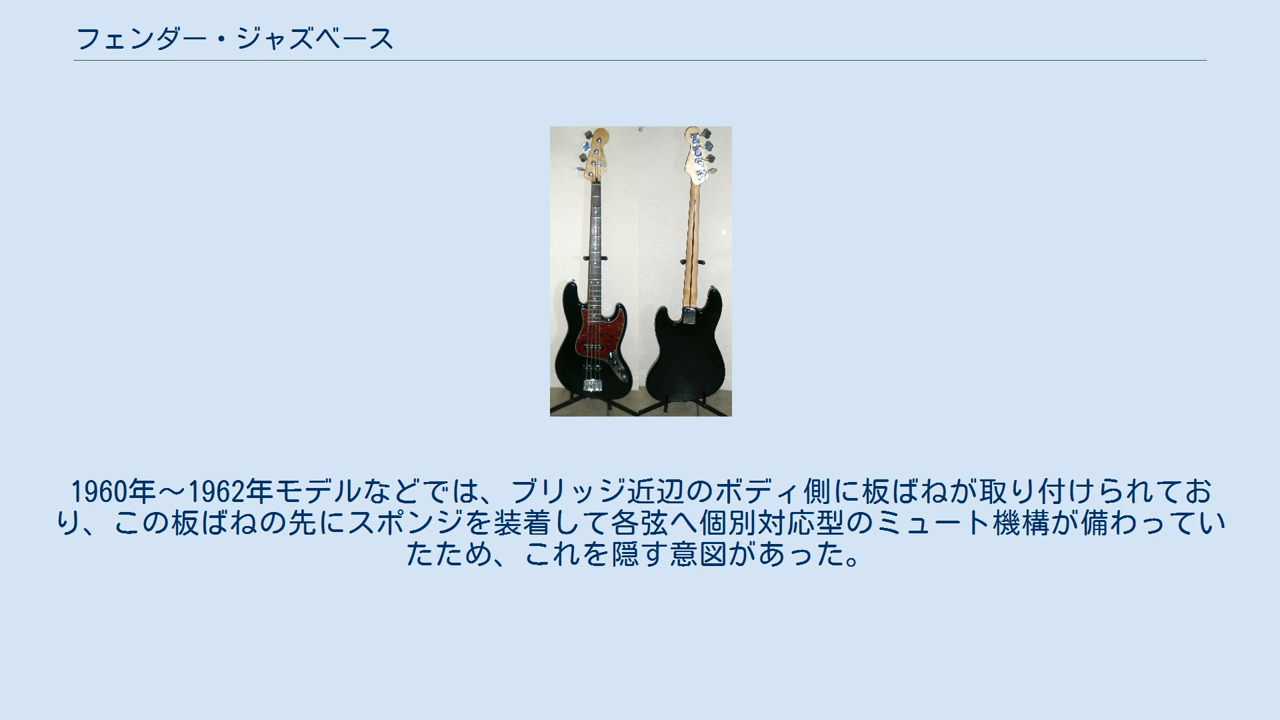 フェンダー・ジャズベース
1960年～1962年モデルなどでは、ブリッジ近辺のボディ側に板ばねが取り付けられてお
り、この板ばねの先にスポンジを装着して各弦へ個別対応型のミュート機構が備わってい
たため、これを隠す意図があった。